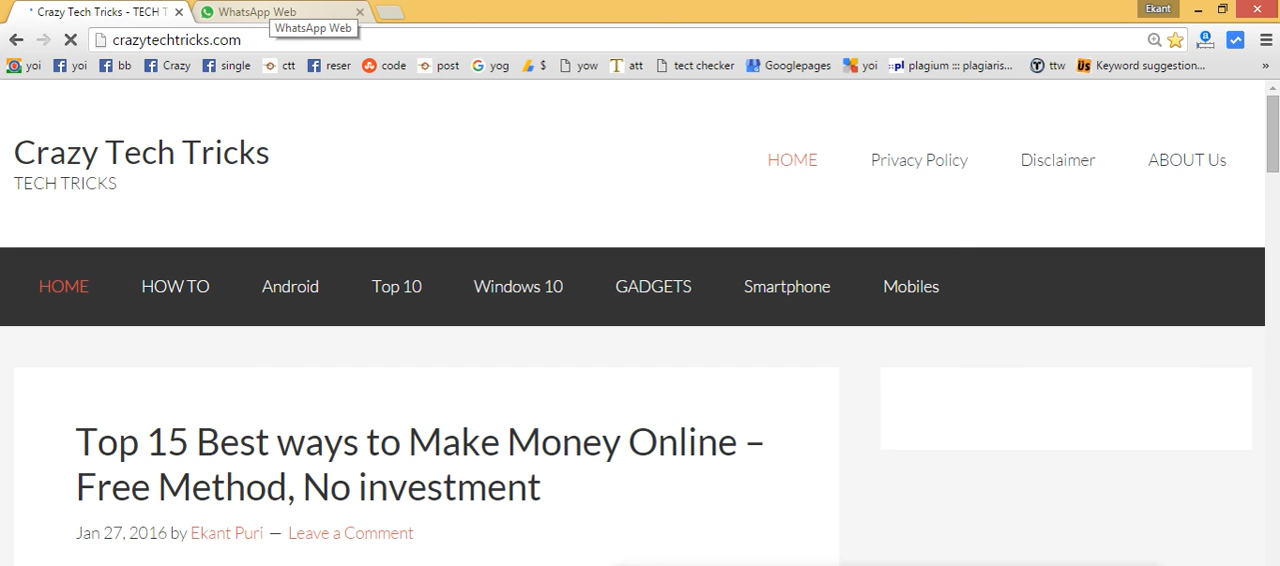 Crazy Tech Tricks - TECH T
WhatsApp Web
Ekant
WhatsApp Web
crazytechtricks.com
yoi yoi bb Crazy single ctt reser code post yog $ yow att tect checker Googlepages yoi plagium ::: plagiaris... ttw Keyword suggestion... »
Crazy Tech Tricks
TECH TRICKS
HOME Privacy Policy Disclaimer ABOUT Us
HOME HOW TO Android Top 10 Windows 10 GADGETS Smartphone Mobiles
Top 15 Best ways to Make Money Online –
Free Method, No investment
Jan 27, 2016 by Ekant Puri — Leave a Comment